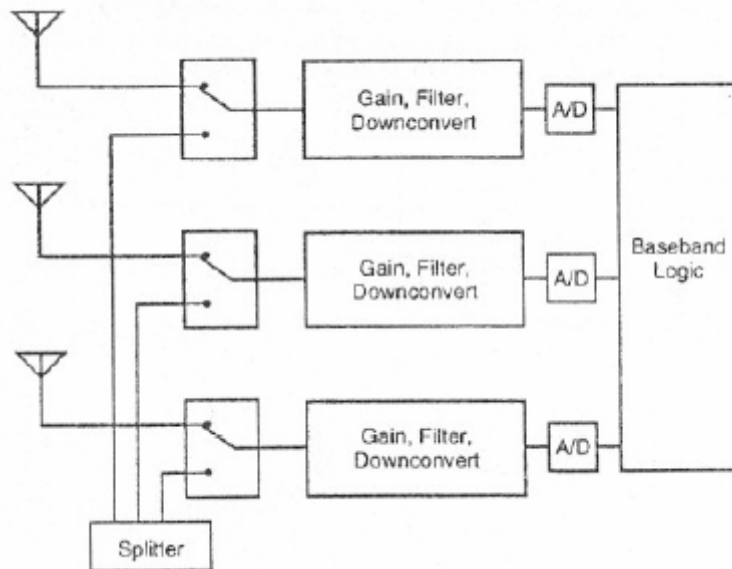 Gain, Filter,
Downconvert
A/D
Gain, Filter,
Downconvert
A/D
Baseband
Logic
Gain, Filter,
Downconvert
A/D
Splitter